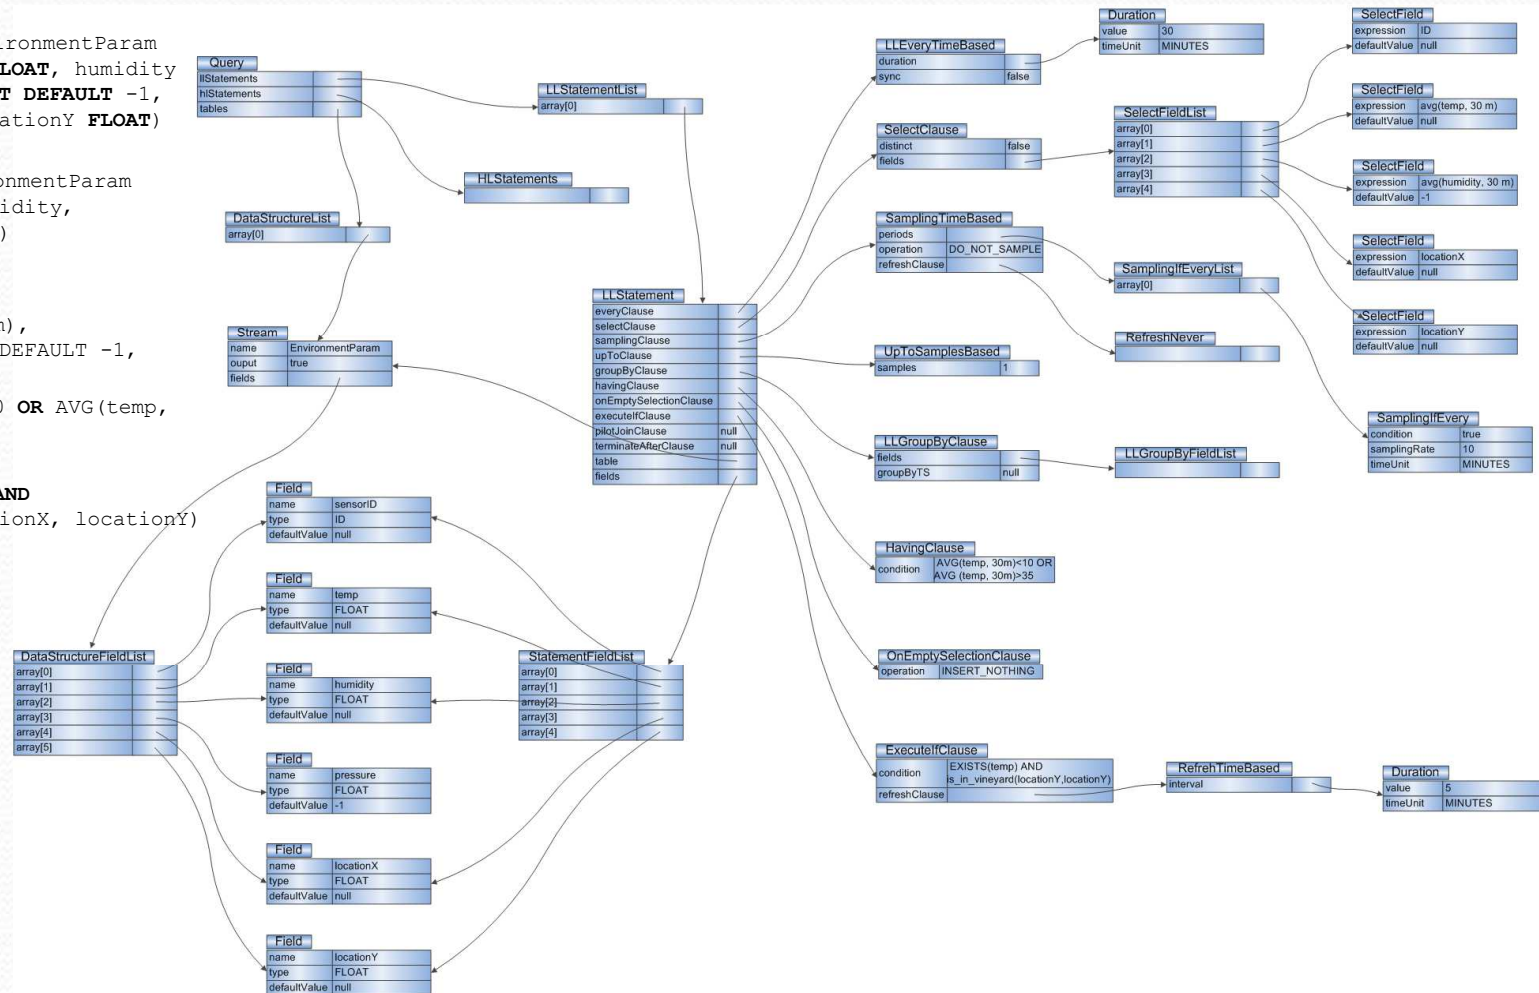 ironmentParam
LOAT, humidity
T DEFAULT -1,
ationY FLOAT)
onmentParam
idity,
)
m),
DEFAULT -1,
) OR AVG(temp,
AND
ionX, locationY)
Query
llStatements
hlStatements
tables
LLStatementList
array[0]
HLStatements
DataStructureList
array[0]
Stream
name EnvironmentParam
ouput true
fields
DataStructureFieldList
array[0]
array[1]
array[2]
array[3]
array[4]
array[5]
Field
name sensorID
type ID
defaultValue null
Field
name temp
type FLOAT
defaultValue null
Field
name humidity
type FLOAT
defaultValue null
Field
name pressure
type FLOAT
defaultValue -1
Field
name locationX
type FLOAT
defaultValue null
Field
name locationY
type FLOAT
defaultValue null
StatementFieldList
array[0]
array[1]
array[2]
array[3]
array[4]
LLStatement
everyClause
selectClause
samplingClause
upToClause
groupByClause
havingClause
onEmptySelectionClause
executeIfClause
pilotJoinClause null
terminateAfterClause null
table
fields
LLEveryTimeBased
duration
sync false
Duration
value 30
timeUnit MINUTES
SelectClause
distinct false
fields
SelectFieldList
array[0]
array[1]
array[2]
array[3]
array[4]
SelectField
expression ID
defaultValue null
SelectField
expression avg(temp, 30 m)
defaultValue null
SelectField
expression avg(humidity, 30 m)
defaultValue -1
SelectField
expression locationX
defaultValue null
SelectField
expression locationY
defaultValue null
SamplingTimeBased
periods
operation DO_NOT_SAMPLE
refreshClause
SamplingIfEveryList
array[0]
RefreshNever
SamplingIfEvery
condition true
samplingRate 10
timeUnit MINUTES
UpToSamplesBased
samples 1
LLGroupByClause
fields
groupByTS null
LLGroupByFieldList
HavingClause
condition AVG(temp, 30m)<10 OR
AVG (temp, 30m)>35
OnEmptySelectionClause
operation INSERT_NOTHING
ExecuteIfClause
condition EXISTS(temp) AND
is_in_vineyard(locationY,locationY)
refreshClause
RefrehTimeBased
interval
Duration
value 5
timeUnit MINUTES